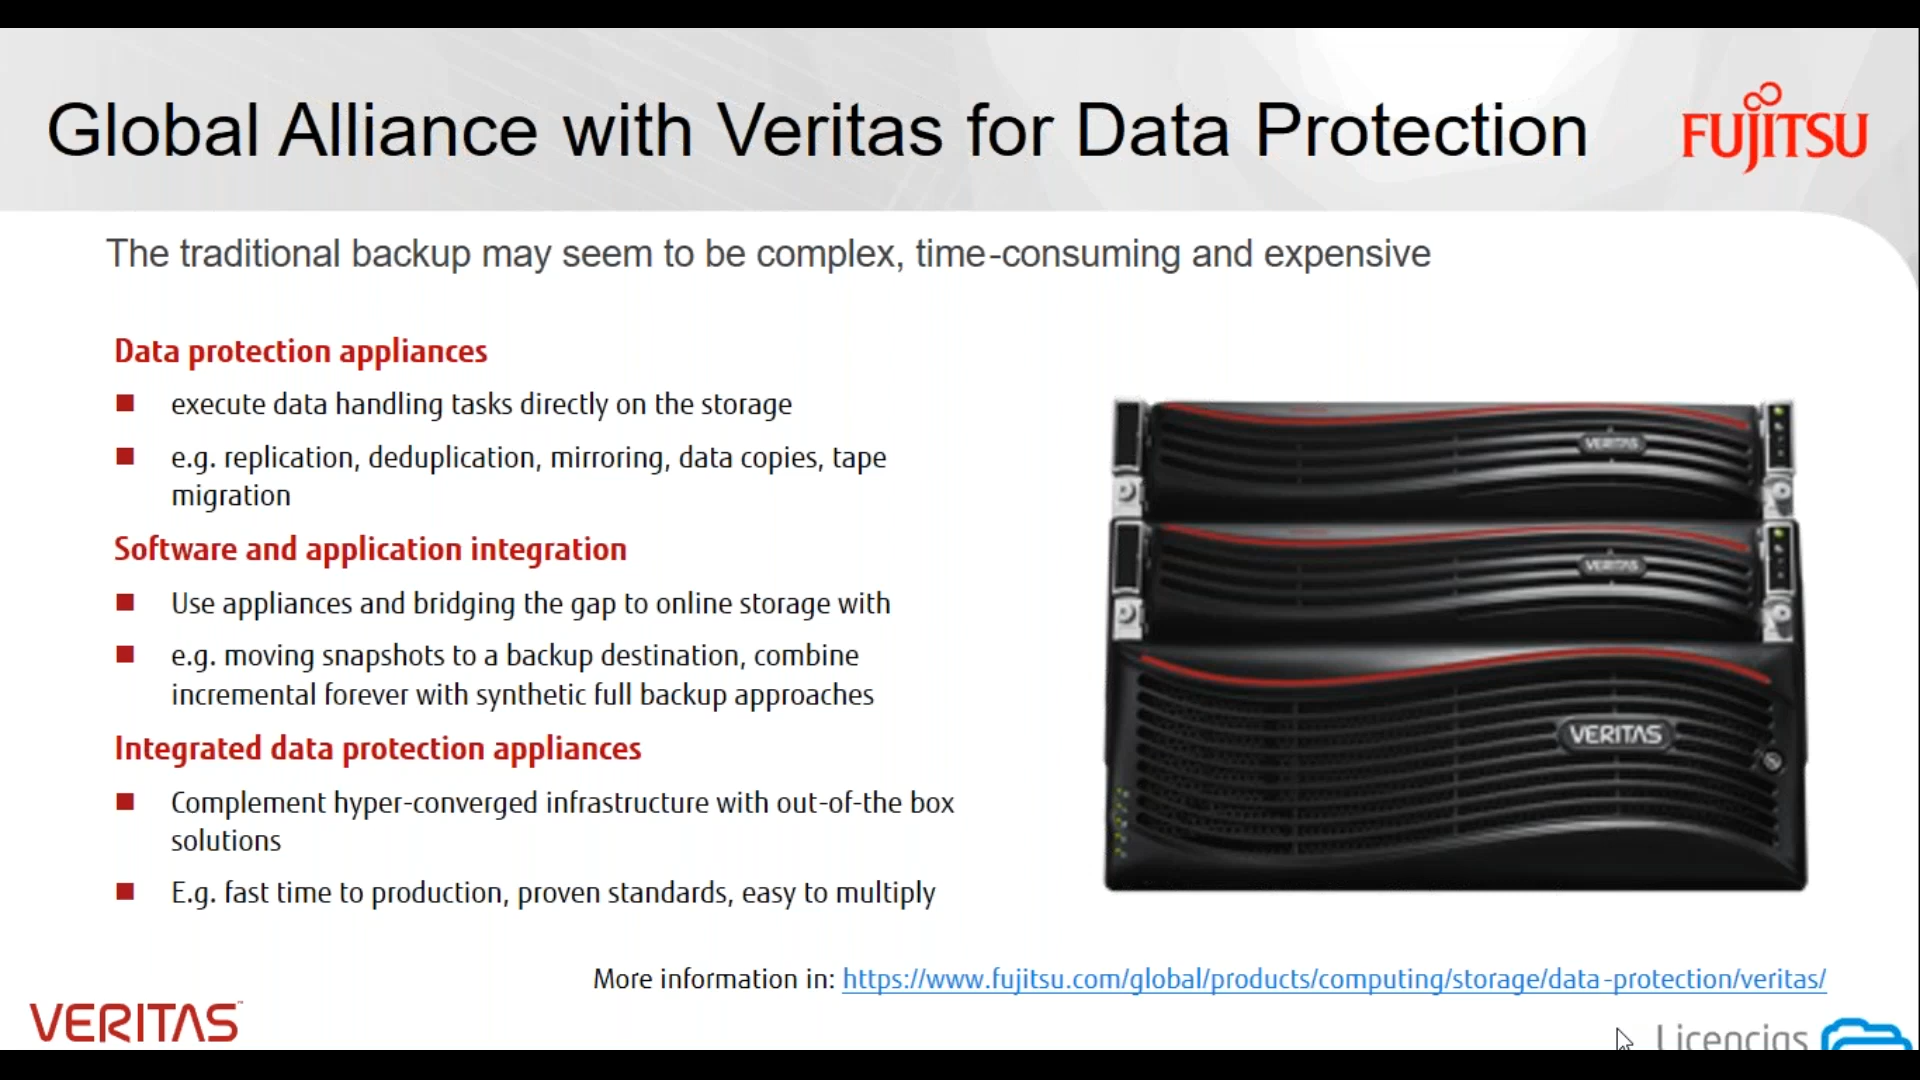 Global Alliance with Veritas for Data Protection
FUJITSU
The traditional backup may seem to be complex, time-consuming and expensive
Data protection appliances
execute data handling tasks directly on the storage
e.g. replication, deduplication, mirroring, data copies, tape
migration
Software and application integration
Use appliances and bridging the gap to online storage with
e.g. moving snapshots to a backup destination, combine
incremental forever with synthetic full backup approaches
Integrated data protection appliances
Complement hyper-converged infrastructure with out-of-the box
solutions
E.g. fast time to production, proven standards, easy to multiply
VERITAS
VERITAS
VERITAS
More information in: https://www.fujitsu.com/global/products/computing/storage/data-protection/veritas/
VERITAS™
Licencias